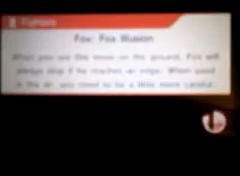 Fighters
Fox: Fox Illusion
When you use this move on the ground, Fox will
always stop if he reaches an edge. When used
in the air, you need to be a little more careful.